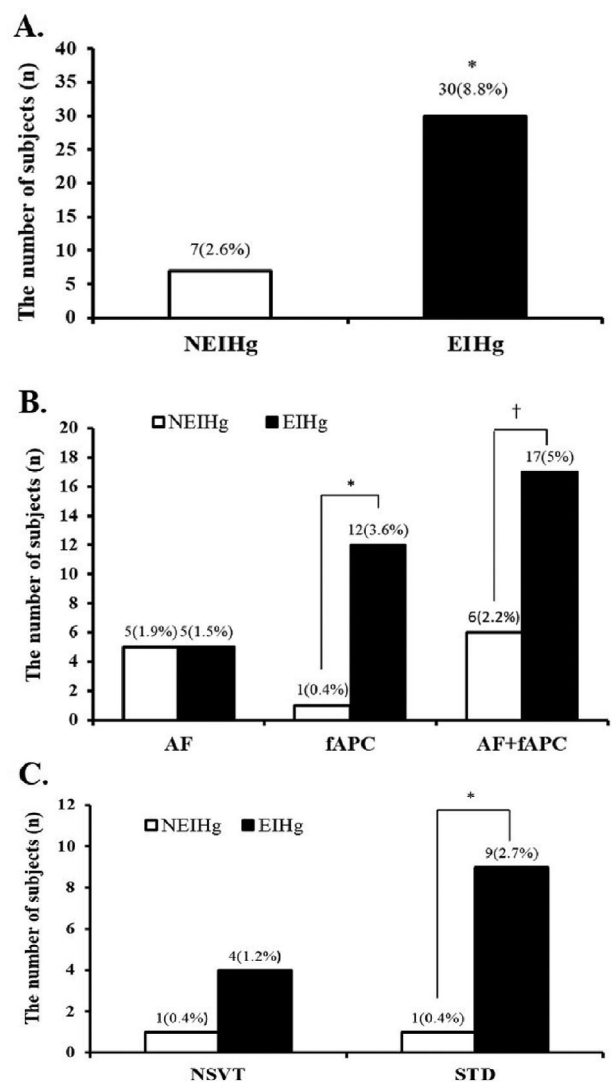 A.
The number of subjects (n)
40
35
30
25
20
15
10
5
0
*
30(8.8%)
7(2.6%)
NEIHg
EIHg
B.
NEIHg
EIHg
The number of subjects (n)
20
18
16
14
12
10
8
6
4
2
0
†
17(5%)
*
12(3.6%)
5(1.9%)
5(1.5%)
1(0.4%)
6(2.2%)
AF
fAPC
AF+fAPC
C.
NEIHg
EIHg
The number of subjects (n)
12
10
8
6
4
2
0
*
9(2.7%)
4(1.2%)
1(0.4%)
1(0.4%)
NSVT
STD